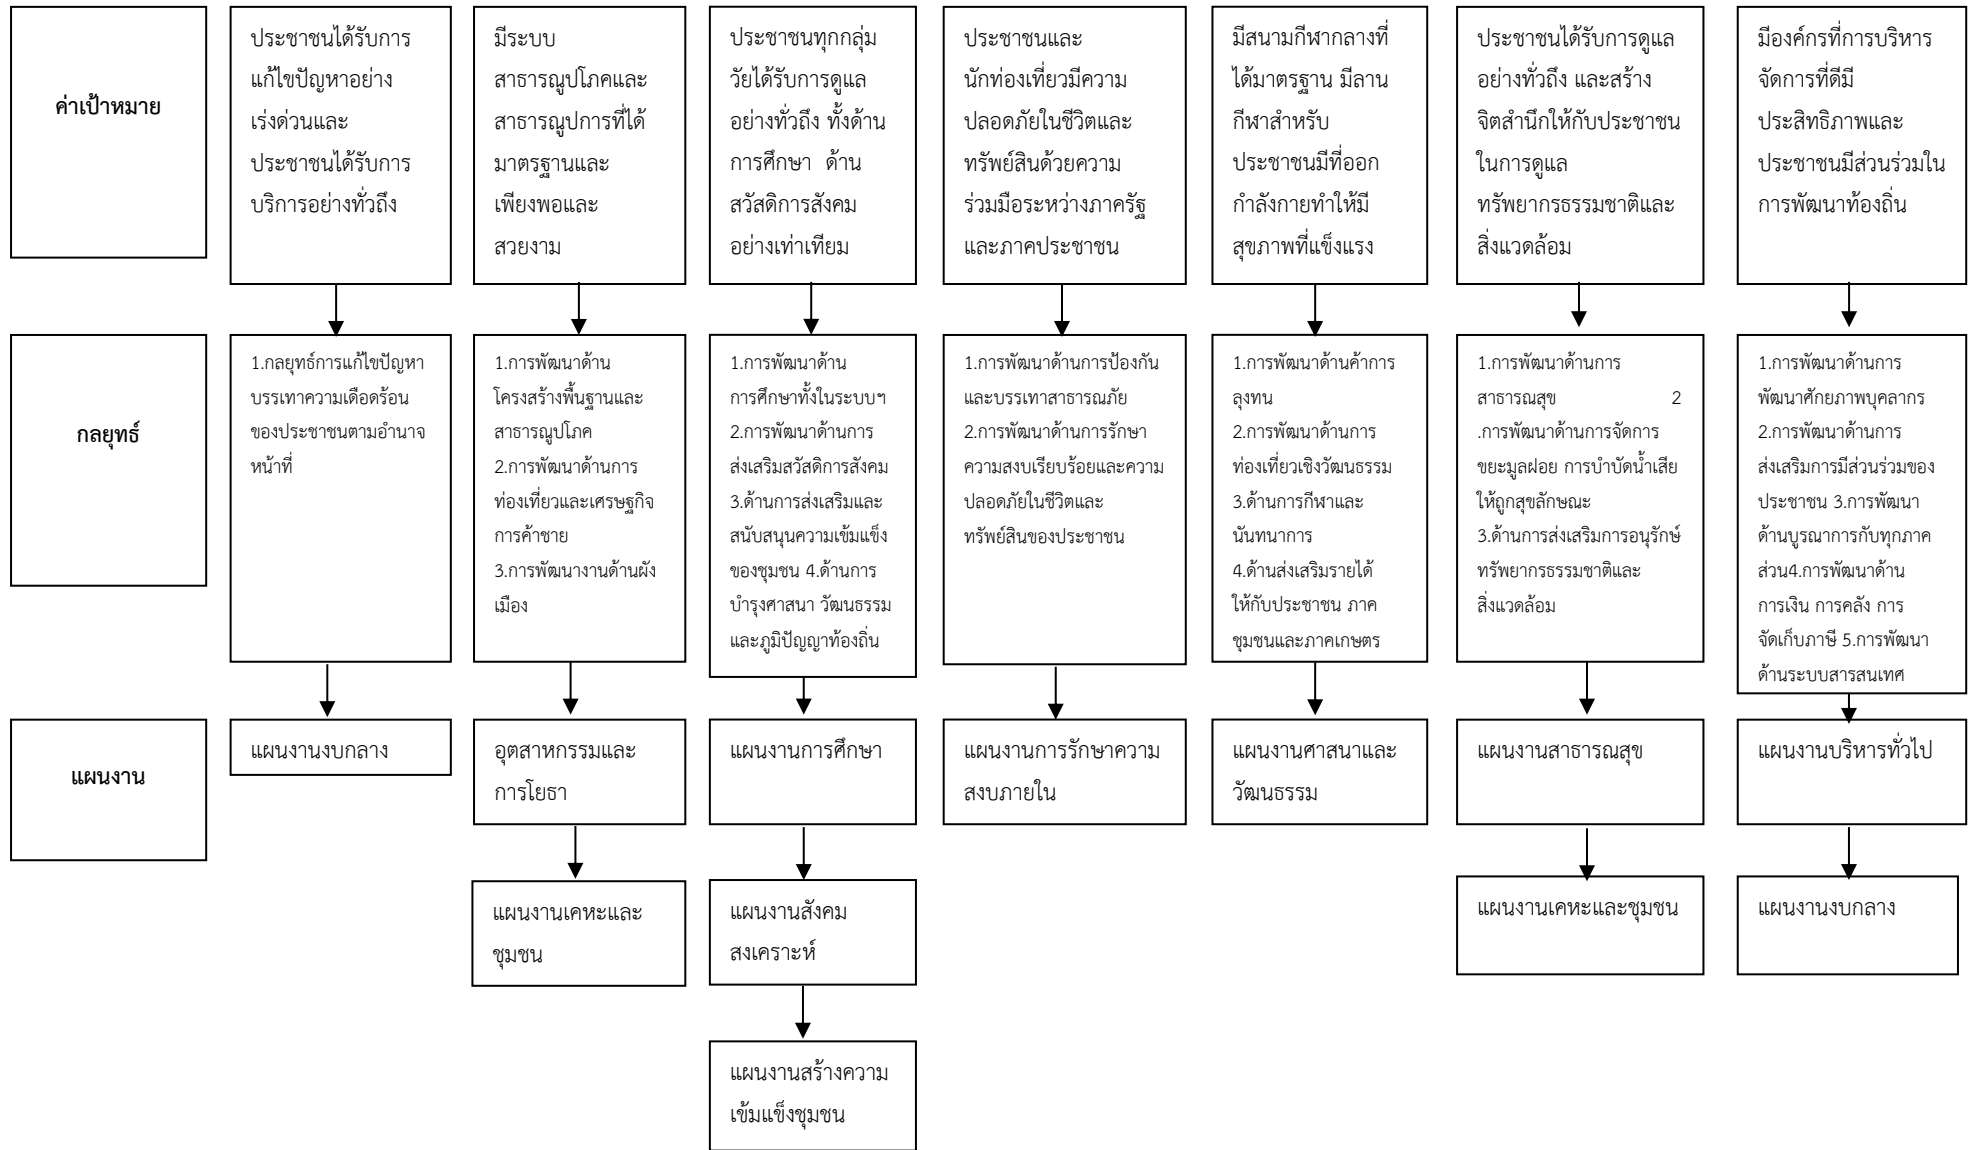 ค่าเป้าหมาย
ประชาชนได้รับการ
แก้ไขปัญหาอย่าง
เร่งด่วนและ
ประชาชนได้รับการ
บริการอย่างทั่วถึง
มีระบบ
สาธารณูปโภคและ
สาธารณูปการที่ได้
มาตรฐานและ
เพียงพอและ
สวยงาม
ประชาชนทุกกลุ่ม
วัยได้รับการดูแล
อย่างทั่วถึง ทั้งด้าน
การศึกษา ด้าน
สวัสดิการสังคม
อย่างเท่าเทียม
ประชาชนและ
นักท่องเที่ยวมีความ
ปลอดภัยในชีวิตและ
ทรัพย์สินด้วยความ
ร่วมมือระหว่างภาครัฐ
และภาคประชาชน
มีสนามกีฬากลางที่
ได้มาตรฐาน มีลาน
กีฬาสำหรับ
ประชาชนมีที่ออก
กำลังกายทำให้มี
สุขภาพที่แข็งแรง
ประชาชนได้รับการดูแล
อย่างทั่วถึง และสร้าง
จิตสำนึกให้กับประชาชน
ในการดูแล
ทรัพยากรธรรมชาติและ
สิ่งแวดล้อม
มีองค์กรที่การบริหาร
จัดการที่ดีมี
ประสิทธิภาพและ
ประชาชนมีส่วนร่วมใน
การพัฒนาท้องถิ่น
กลยุทธ์
1.กลยุทธ์การแก้ไขปัญหา
บรรเทาความเดือดร้อน
ของประชาชนตามอำนาจ
หน้าที่
1.การพัฒนาด้าน
โครงสร้างพื้นฐานและ
สาธารณูปโภค
2.การพัฒนาด้านการ
ท่องเที่ยวและเศรษฐกิจ
การค้าชาย
3.การพัฒนางานด้านผัง
เมือง
1.การพัฒนาด้าน
การศึกษาทั้งในระบบฯ
2.การพัฒนาด้านการ
ส่งเสริมสวัสดิการสังคม
3.ด้านการส่งเสริมและ
สนับสนุนความเข้มแข็ง
ของชุมชน 4.ด้านการ
บำรุงศาสนา วัฒนธรรม
และภูมิปัญญาท้องถิ่น
1.การพัฒนาด้านการป้องกัน
และบรรเทาสาธารณภัย
2.การพัฒนาด้านการรักษา
ความสงบเรียบร้อยและความ
ปลอดภัยในชีวิตและ
ทรัพย์สินของประชาชน
1.การพัฒนาด้านค้าการ
ลุงทน
2.การพัฒนาด้านการ
ท่องเที่ยวเชิงวัฒนธรรม
3.ด้านการกีฬาและ
นันทนาการ
4.ด้านส่งเสริมรายได้
ให้กับประชาชน ภาค
ชุมชนและภาคเกษตร
1.การพัฒนาด้านการ
สาธารณสุข 2
.การพัฒนาด้านการจัดการ
ขยะมูลฝอย การบำบัดน้ำเสีย
ให้ถูกสุขลักษณะ
3.ด้านการส่งเสริมการอนุรักษ์
ทรัพยากรธรรมชาติและ
สิ่งแวดล้อม
1.การพัฒนาด้านการ
พัฒนาศักยภาพบุคลากร
2.การพัฒนาด้านการ
ส่งเสริมการมีส่วนร่วมของ
ประชาชน 3.การพัฒนา
ด้านบูรณาการกับทุกภาค
ส่วน4.การพัฒนาด้าน
การเงิน การคลัง การ
จัดเก็บภาษี 5.การพัฒนา
ด้านระบบสารสนเทศ
แผนงาน
แผนงานงบกลาง
อุตสาหกรรมและ
การโยธา
แผนงานการศึกษา
แผนงานการรักษาความ
สงบภายใน
แผนงานศาสนาและ
วัฒนธรรม
แผนงานสาธารณสุข
แผนงานบริหารทั่วไป
แผนงานเคหะและ
ชุมชน
แผนงานสังคม
สงเคราะห์
แผนงานเคหะและชุมชน
แผนงานงบกลาง
แผนงานสร้างความ
เข้มแข็งชุมชน